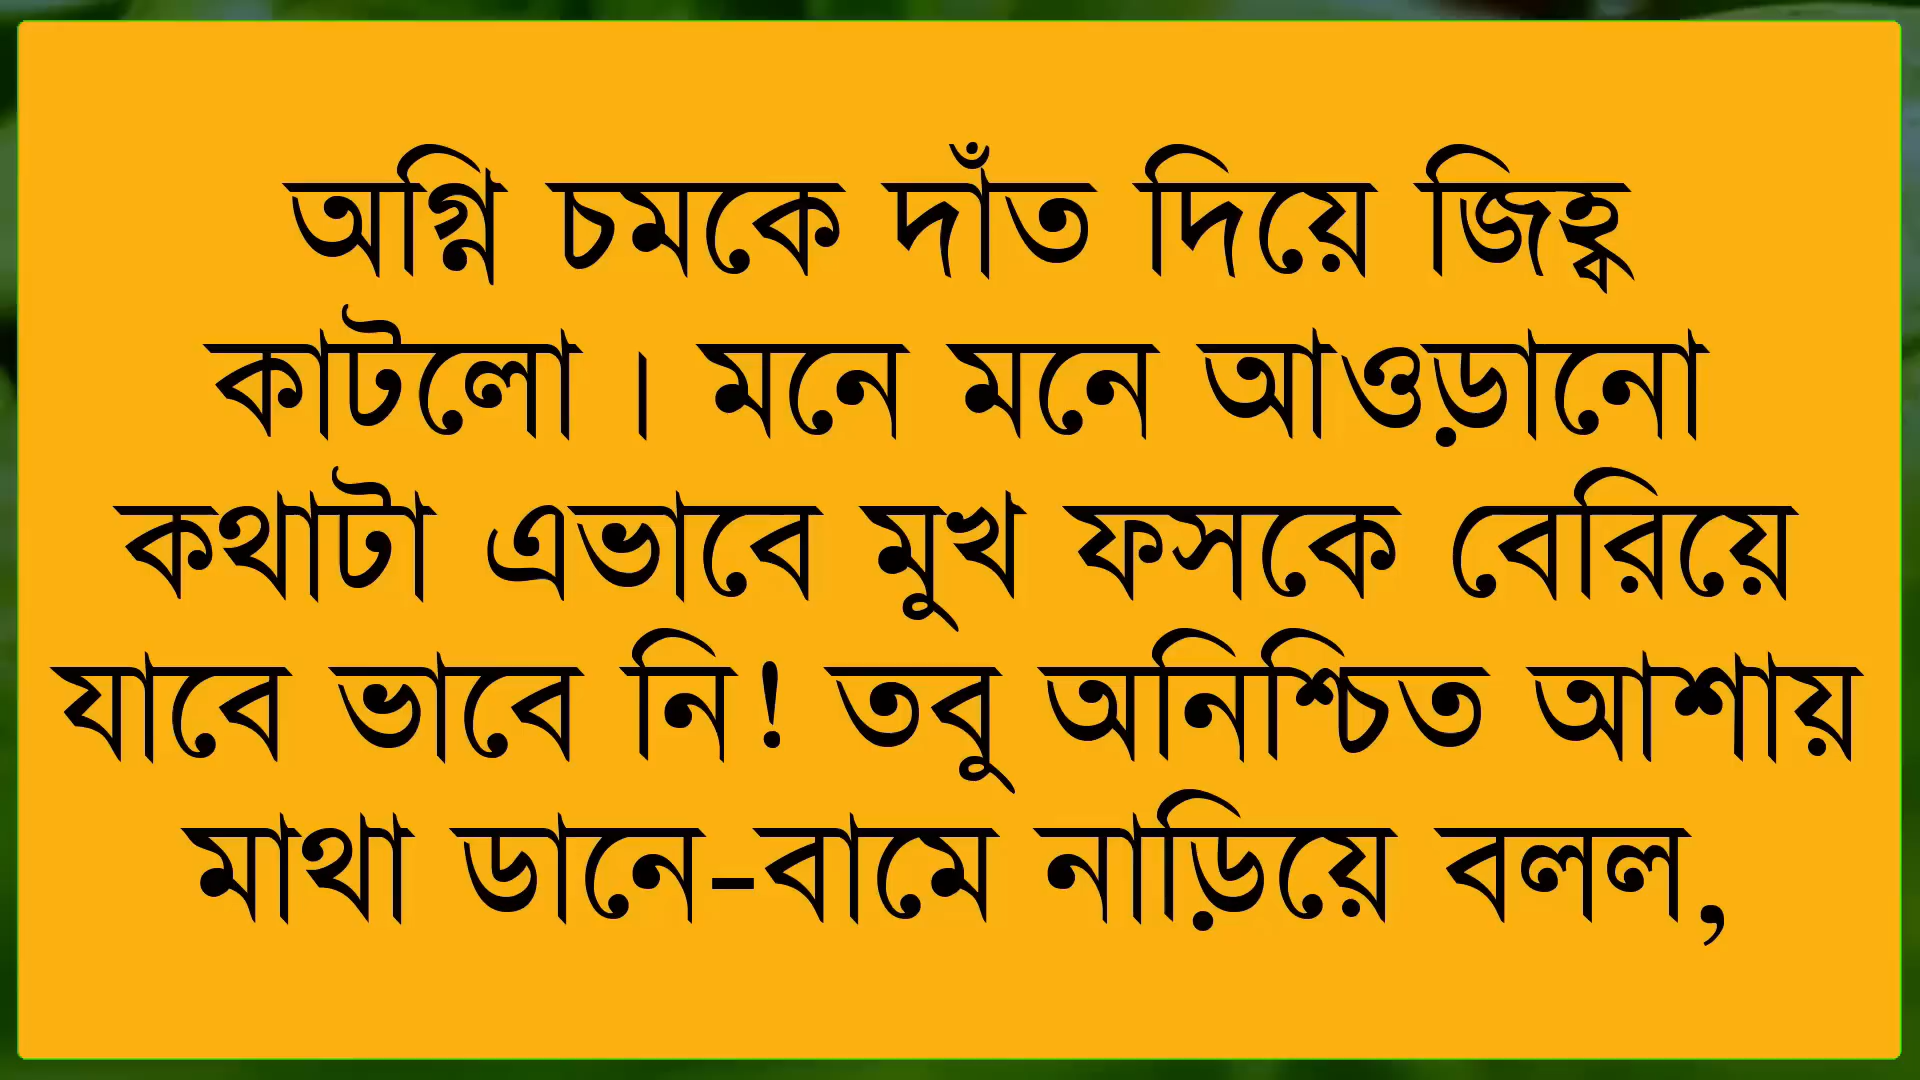 অগ্নি চমকে দাঁত দিয়ে জিহ্ব
কাটলো । মনে মনে আওড়ানো
কথাটা এভাবে মুখ ফসকে বেরিয়ে
যাবে ভাবে নি! তবু অনিশ্চিত আশায়
মাথা ডানে-বামে নাড়িয়ে বলল,